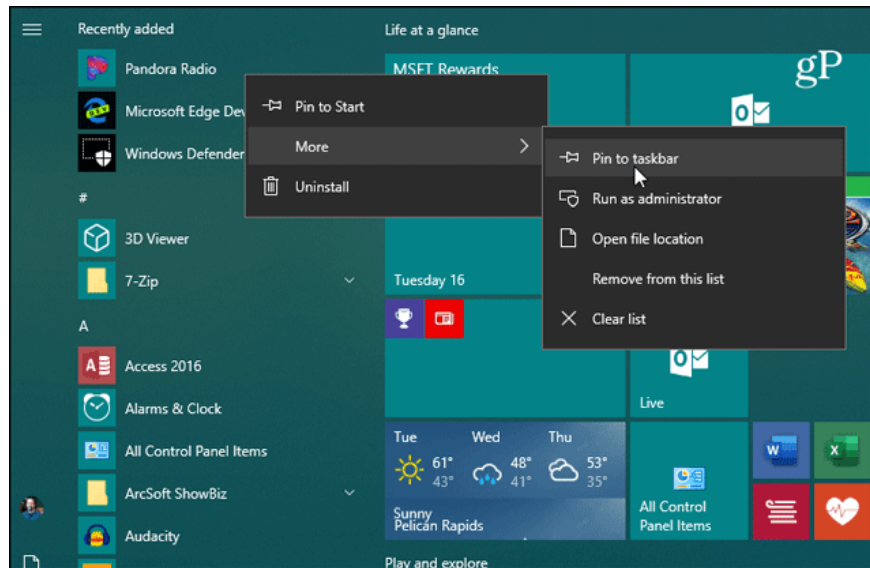 Recently added
Pandora Radio
Microsoft Edge Dev
Windows Defender
#
3D Viewer
7-Zip
A
Access 2016
Alarms & Clock
All Control Panel Items
ArcSoft ShowBiz
Audacity
Life at a glance
MSFT Rewards
gP
Pin to Start
More
Uninstall
Pin to taskbar
Run as administrator
Open file location
Remove from this list
Clear list
Tuesday 16
Live
Tue Wed Thu
61° 48° 53°
43° 41° 35°
Sunny
Pelican Rapids
All Control
Panel Items
Play and explore